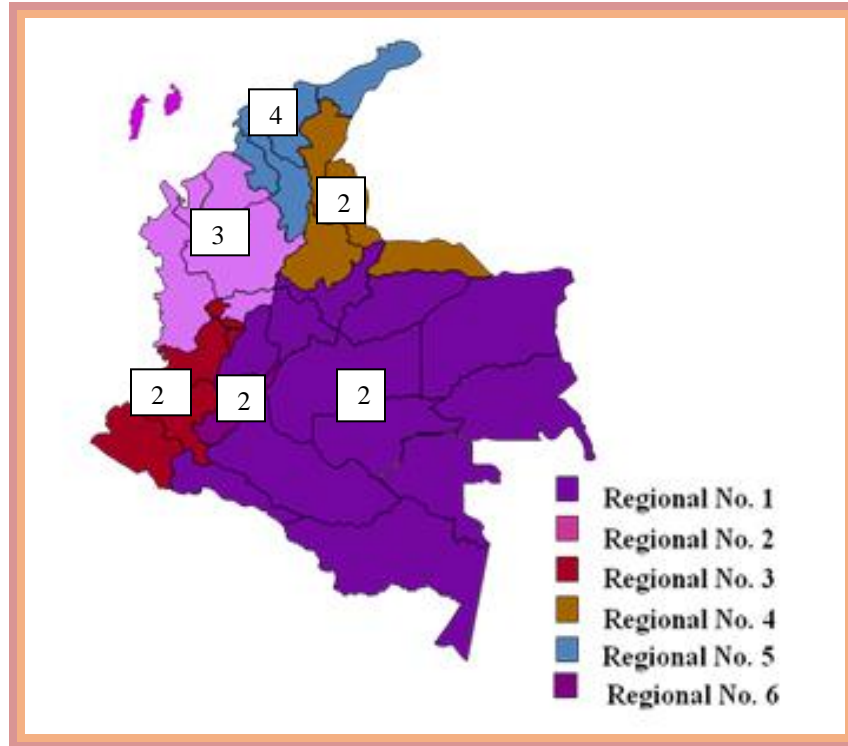 4
2
3
2
2
2
Regional No. 1
Regional No. 2
Regional No. 3
Regional No. 4
Regional No. 5
Regional No. 6